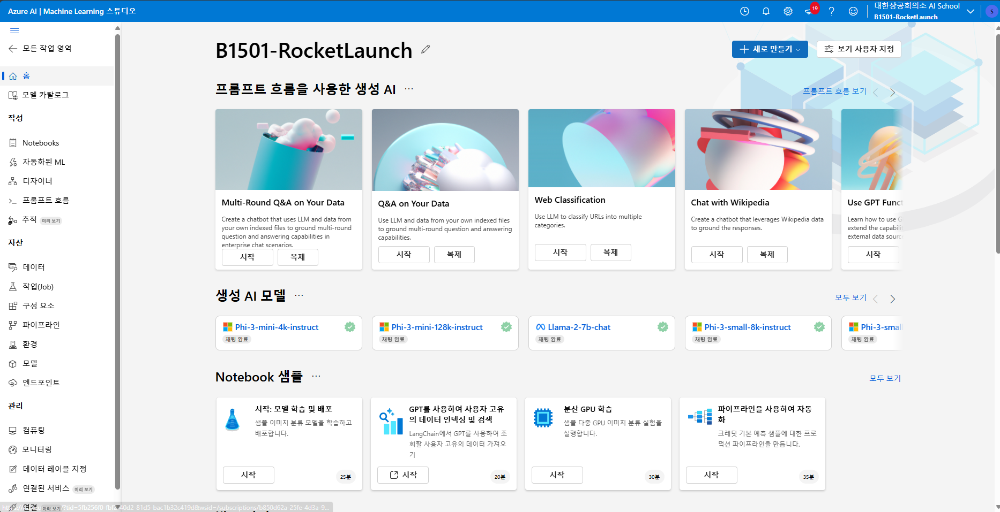 Azure AI | Machine Learning 스튜디오
19
대한상공회의소 AI School
B1501-RocketLaunch
S
모든 작업 영역
홈
모델 카탈로그
작성
Notebooks
자동화된 ML
디자이너
프롬프트 흐름
추적 미리 보기
자산
데이터
작업(Job)
구성 요소
파이프라인
환경
모델
엔드포인트
관리
컴퓨팅
모니터링
데이터 레이블 지정
연결된 서비스 미리 보기
연결 미리 보기
B1501-RocketLaunch
새로 만들기
보기 사용자 지정
프롬프트 흐름을 사용한 생성 AI ···
프롬프트 흐름 보기
Multi-Round Q&A on Your Data
Create a chatbot that uses LLM and data from
your own indexed files to ground multi-round
question and answering capabilities in
enterprise chat scenarios.
시작 복제
Q&A on Your Data
Use LLM and data from your own indexed files
to ground multi-round question and answering
capabilities.
시작 복제
Web Classification
Use LLM to classify URLs into multiple
categories.
시작 복제
Chat with Wikipedia
Create a chatbot that leverages Wikipedia data
to ground the responses.
시작 복제
Use GPT Funct
Learn how to use G
extend the capabili
external data sourc
시작
생성 AI 모델 ···
모두 보기
Phi-3-mini-4k-instruct
채팅 완료
Phi-3-mini-128k-instruct
채팅 완료
Llama-2-7b-chat
채팅 완료
Phi-3-small-8k-instruct
채팅 완료
Phi-3-smal
채팅 완료
Notebook 샘플 ···
모두 보기
시작: 모델 학습 및 배포
샘플 이미지 분류 모델을 학습하고
배포합니다.
시작
25분
GPT를 사용하여 사용자 고유
의 데이터 인덱싱 및 검색
LangChain에서 GPT를 사용하여 조
회할 사용자 고유의 데이터 가져오
기
시작
20분
분산 GPU 학습
샘플 다중 GPU 이미지 분류 실험을
실행합니다.
시작
30분
파이프라인을 사용하여 자동
화
크레딧 기본 예측 샘플에 대한 프로
덕션 파이프라인을 만듭니다.
시작
35분